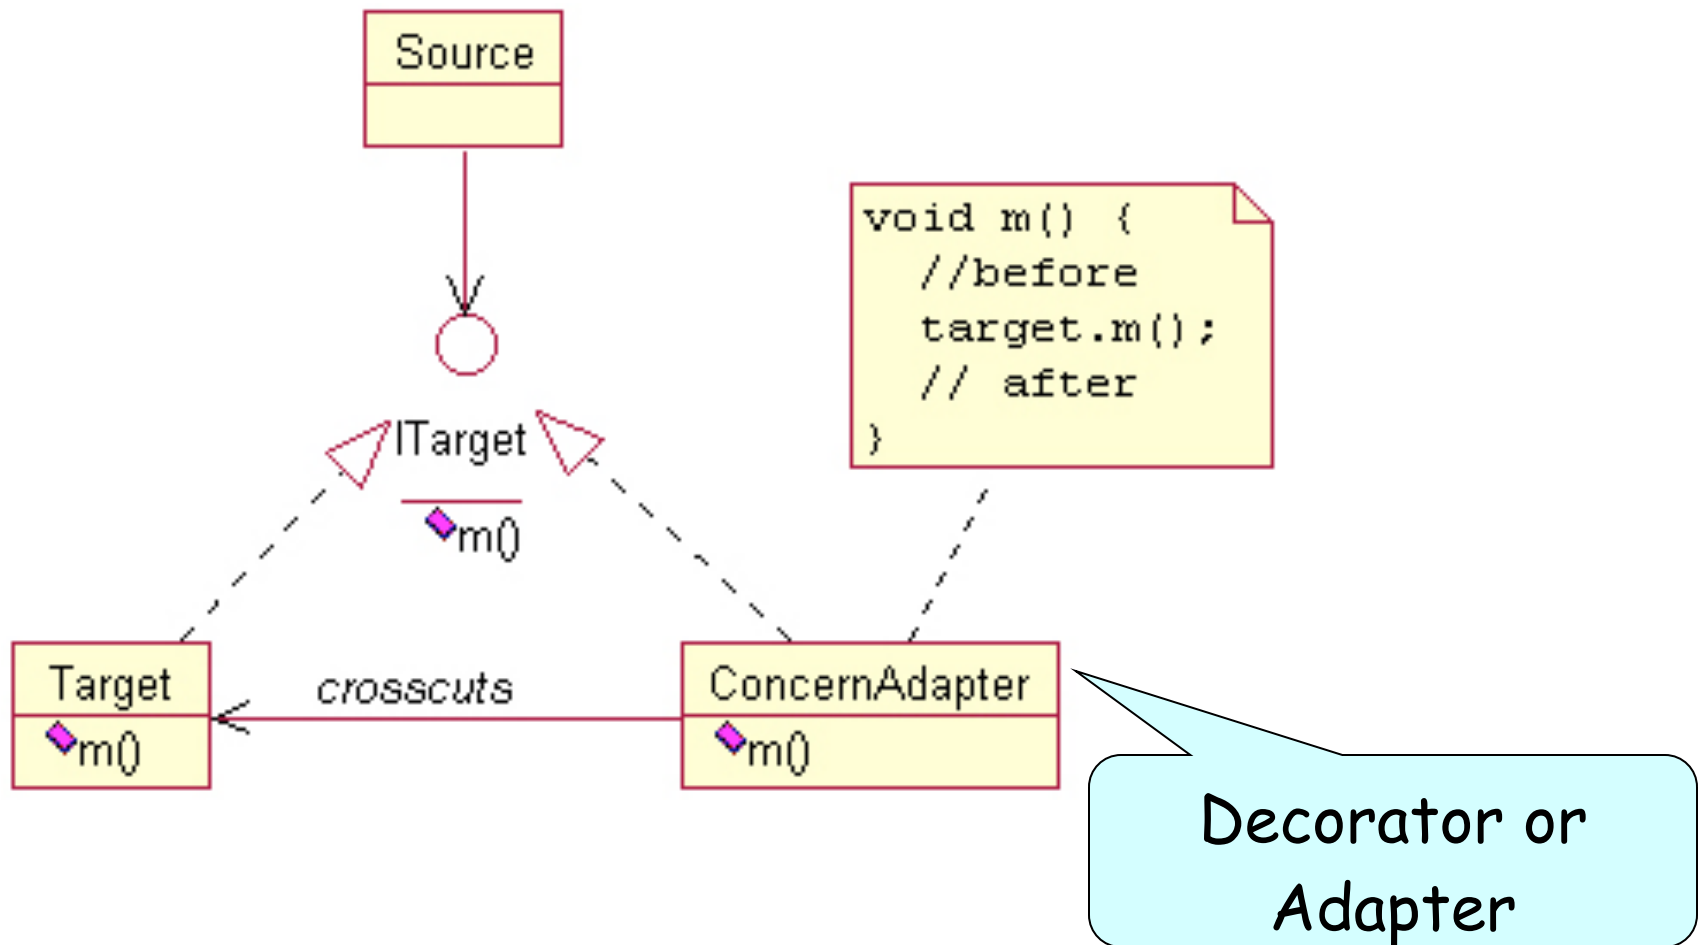 Source
void m() {
//before
target.m();
// after
}
ITarget
m()
Target
m()
crosscuts
ConcernAdapter
m()
Decorator or
Adapter